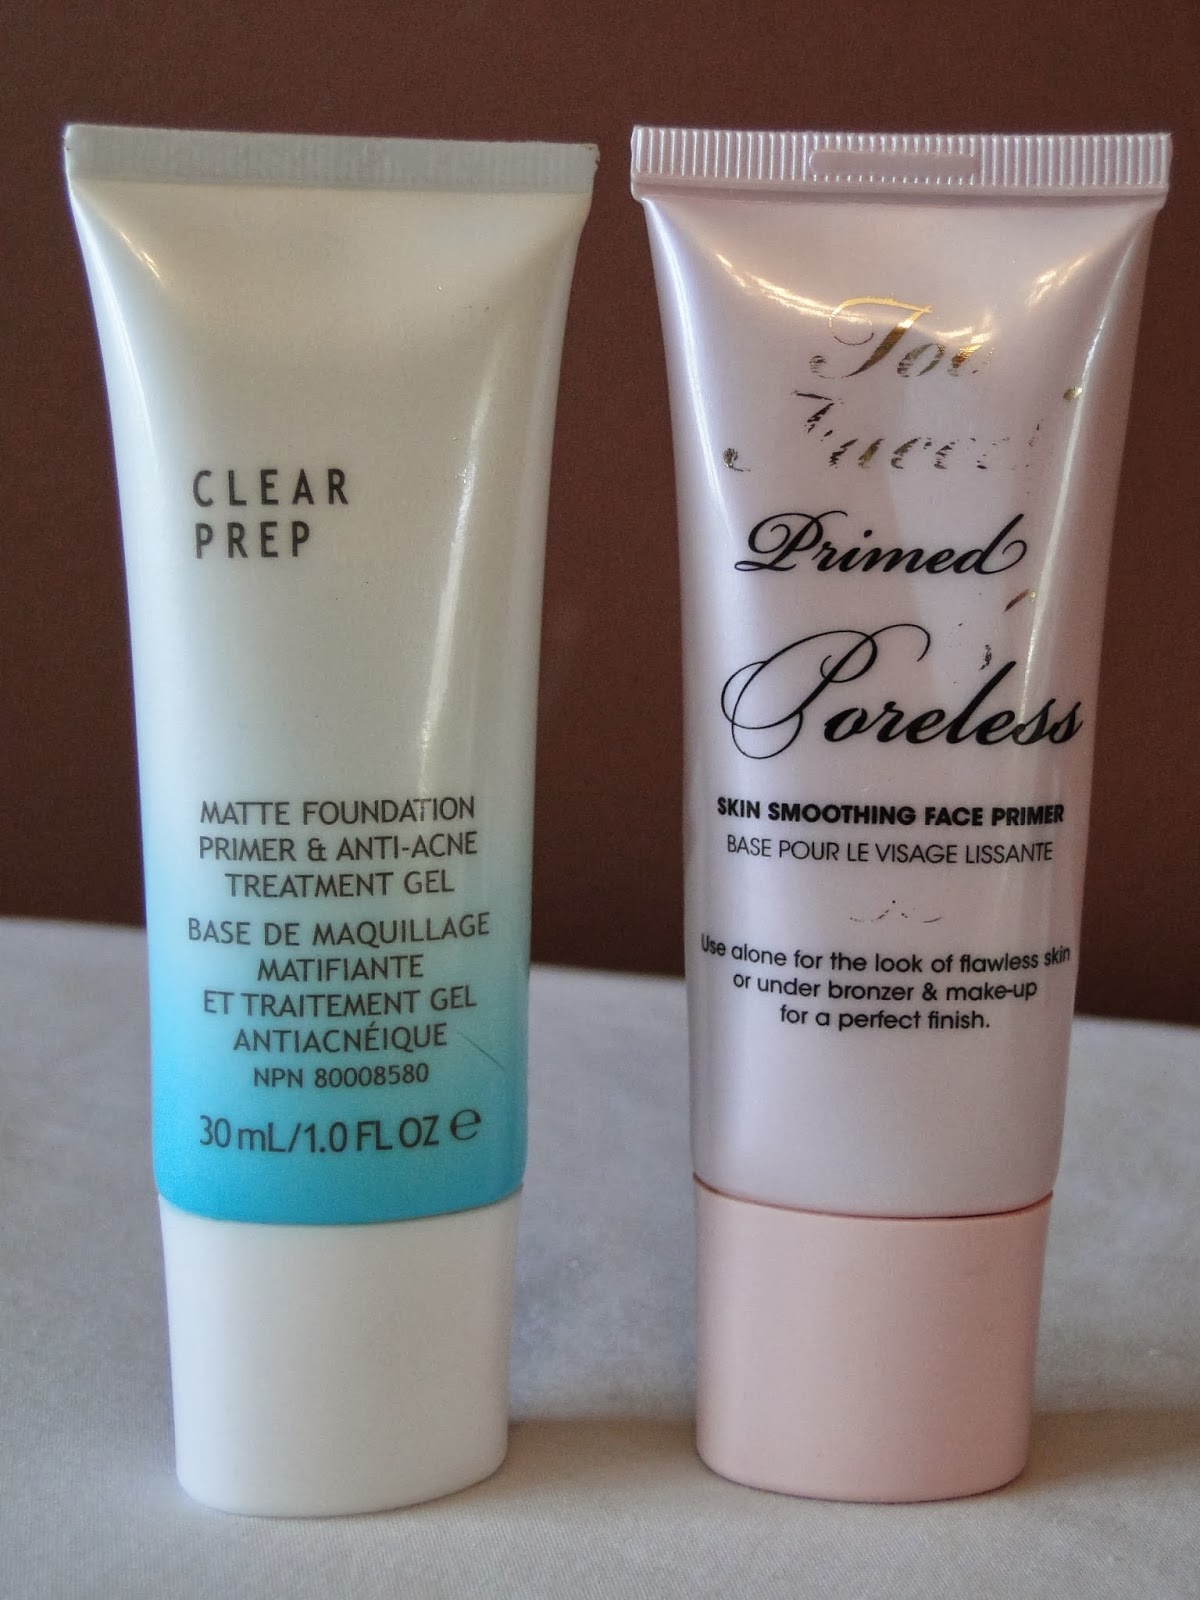 CLEAR
PREP
MATTE FOUNDATION
PRIMER & ANTI-ACNE
TREATMENT GEL
BASE DE MAQUILLAGE
MATIFIANTE
ET TRAITEMENT GEL
ANTIACNÉIQUE
NPN 80008580
30 mL/1.0 FL OZ ℮
Too
Faced
Primed
Poreless
SKIN SMOOTHING FACE PRIMER
BASE POUR LE VISAGE LISSANTE
Use alone for the look of flawless skin
or under bronzer & make-up
for a perfect finish.